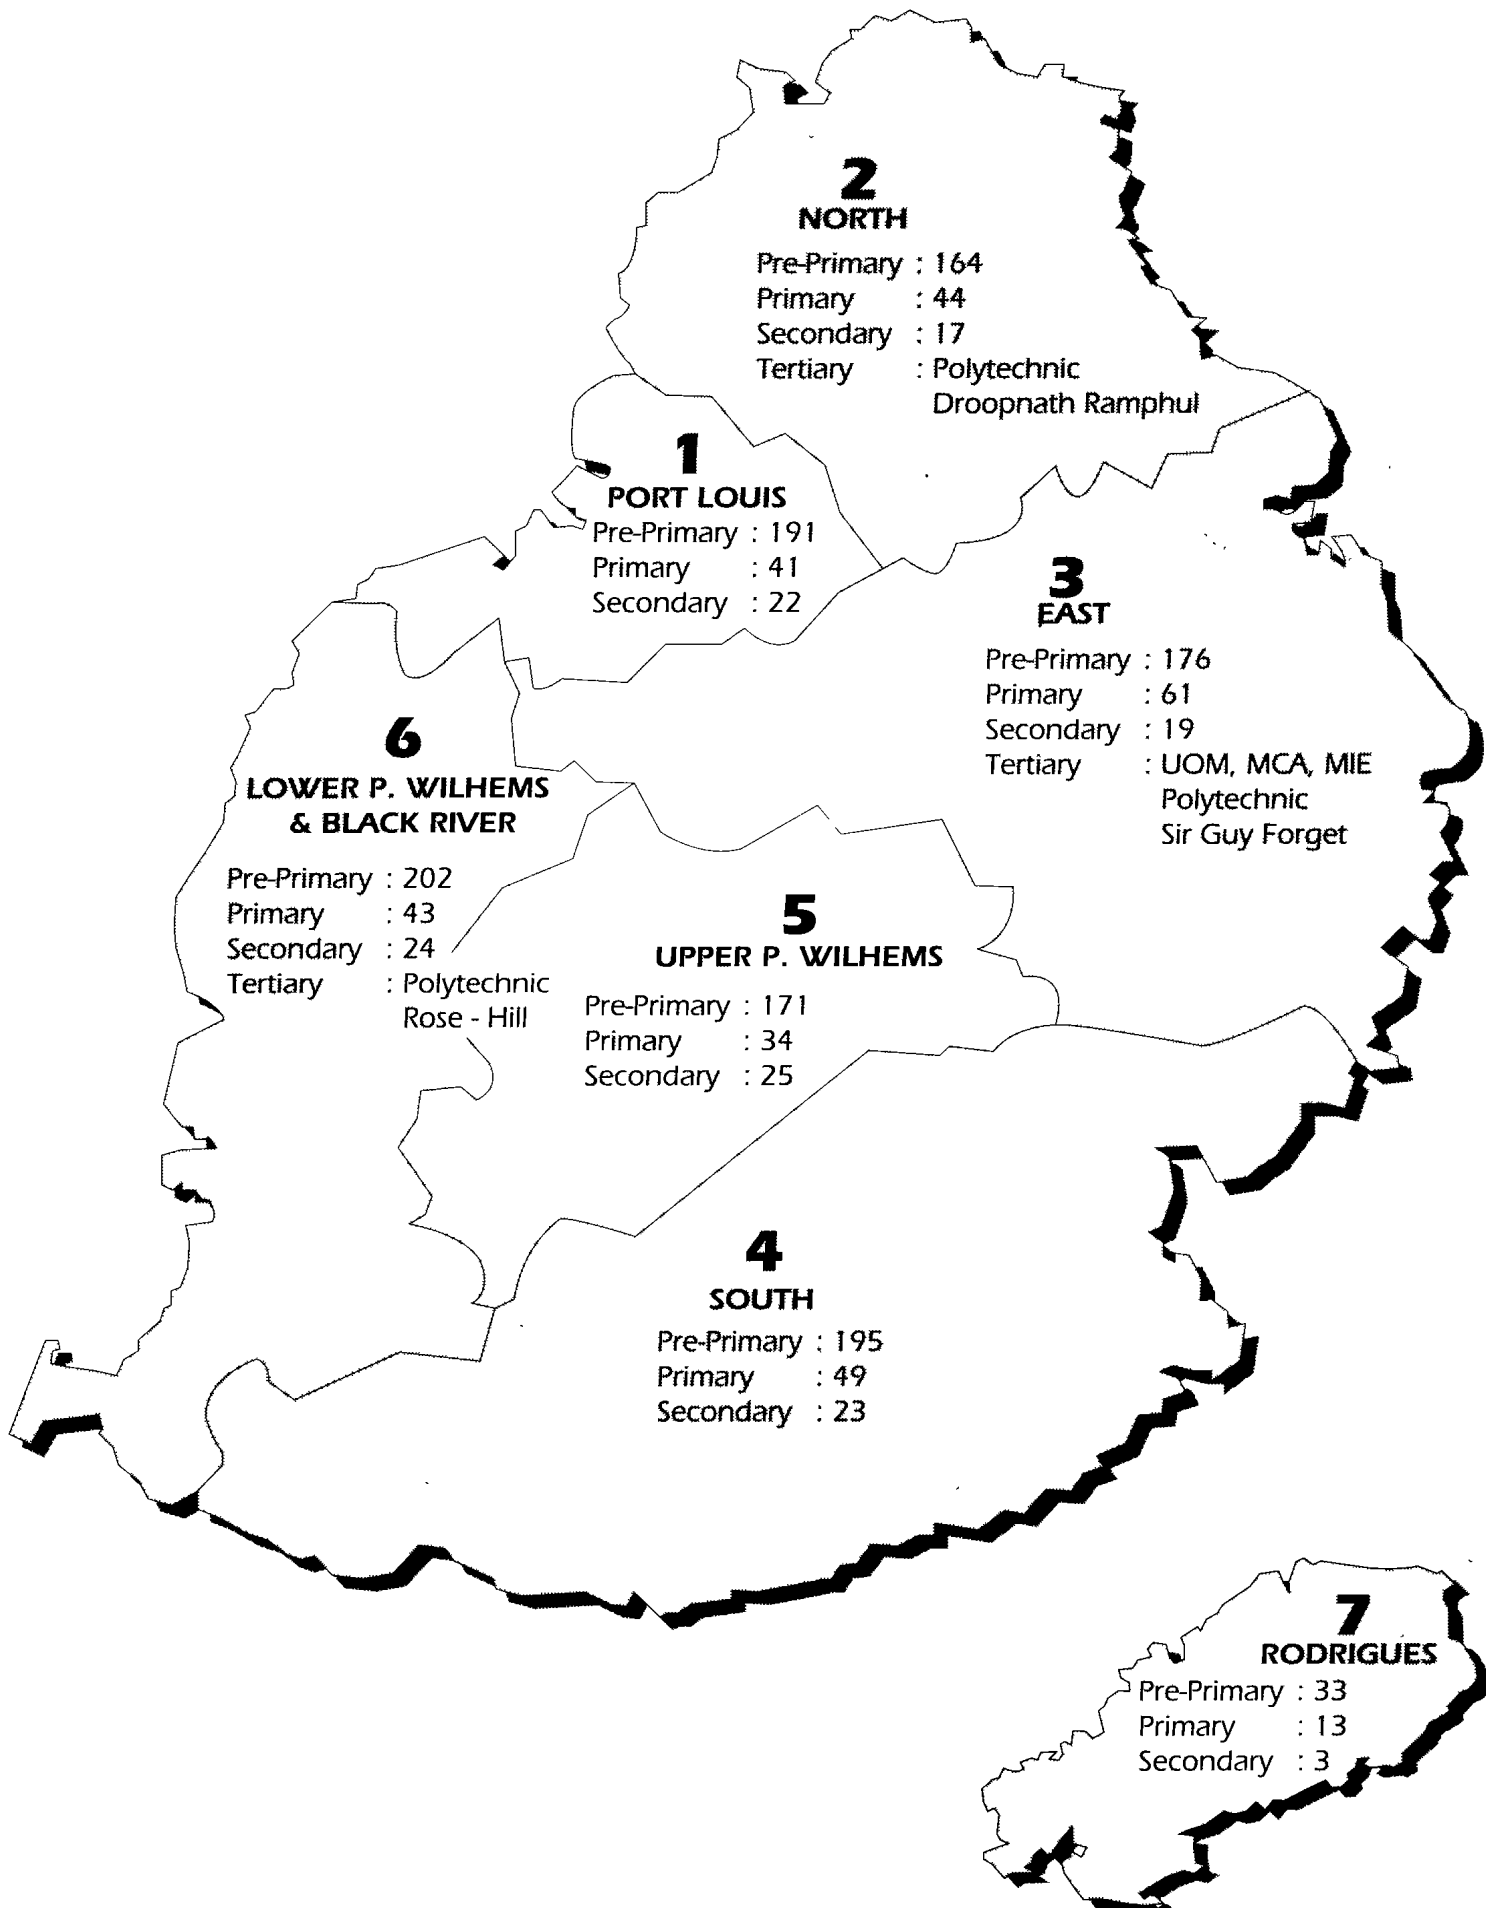 2
NORTH
Pre-Primary : 164
Primary : 44
Secondary : 17
Tertiary : Polytechnic
Droopnath Ramphul
1
PORT LOUIS
Pre-Primary : 191
Primary : 41
Secondary : 22
3
EAST
Pre-Primary : 176
Primary : 61
Secondary : 19
Tertiary : UOM, MCA, MIE
Polytechnic
Sir Guy Forget
6
LOWER P. WILHEMS
& BLACK RIVER
Pre-Primary : 202
Primary : 43
Secondary : 24
Tertiary : Polytechnic
Rose - Hill
5
UPPER P. WILHEMS
Pre-Primary : 171
Primary : 34
Secondary : 25
4
SOUTH
Pre-Primary : 195
Primary : 49
Secondary : 23
7
RODRIGUES
Pre-Primary : 33
Primary : 13
Secondary : 3